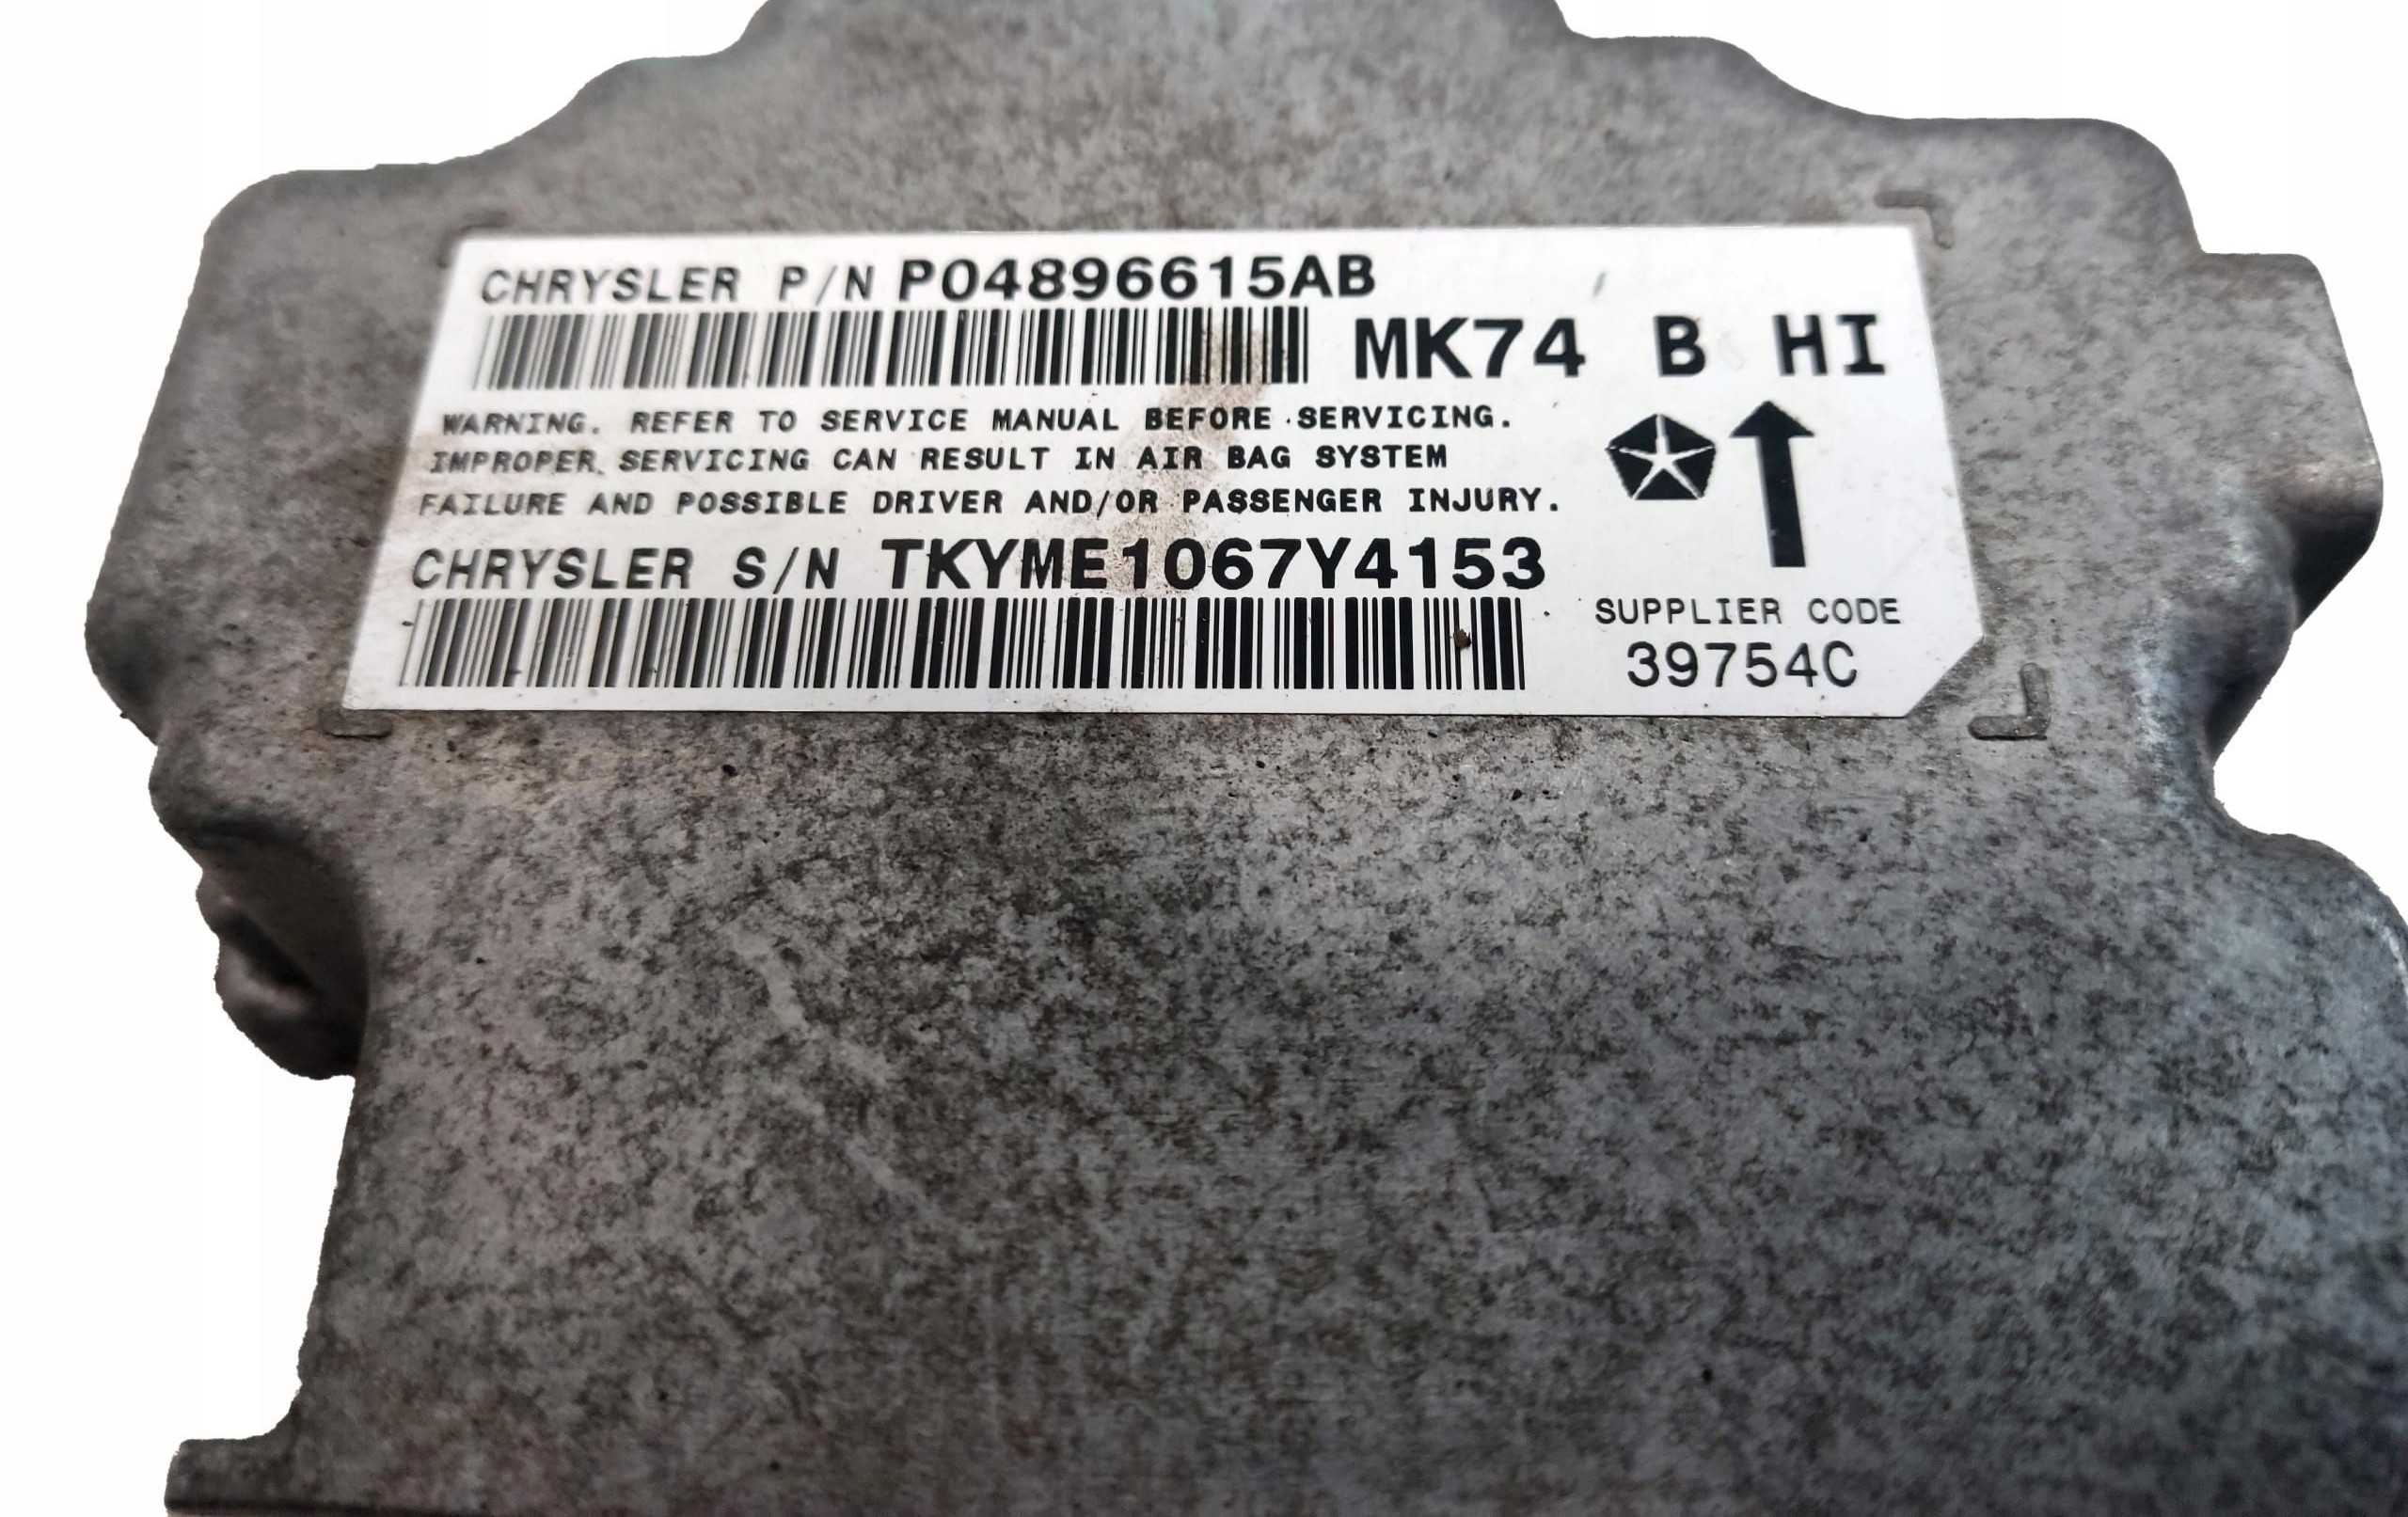 CHRYSLER P/N P04896615AB
MK74 B HI
WARNING. REFER TO SERVICE MANUAL BEFORE SERVICING.
IMPROPER SERVICING CAN RESULT IN AIR BAG SYSTEM
FAILURE AND POSSIBLE DRIVER AND/OR PASSENGER INJURY.
CHRYSLER S/N TKYME1067Y4153
SUPPLIER CODE
39754C